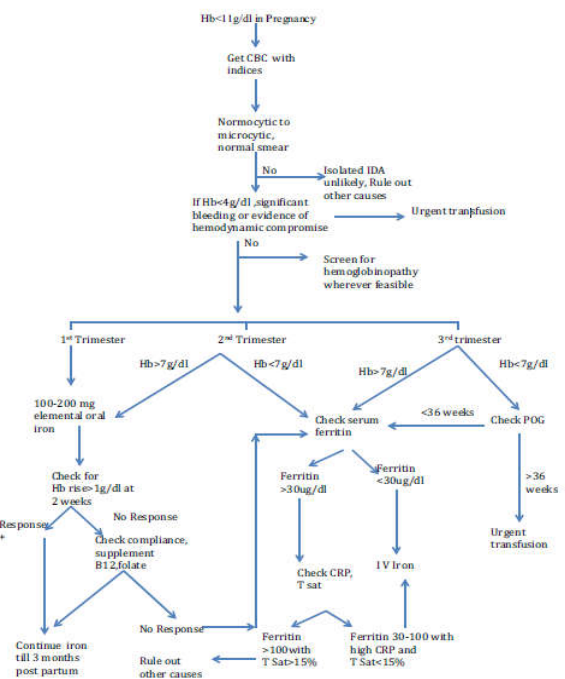 Hb<11g/dl in Pregnancy
Get CBC with
indices
Normocytic to
microcytic,
normal smear
No
Isolated IDA
unlikely, Rule out
other causes
If Hb<4g/dl ,significant
bleeding or evidence of
hemodynamic compromise
Urgent transfusion
No
Screen for
hemoglobinopathy
wherever feasible
1st Trimester
2nd Trimester
3rd trimester
Hb>7g/dl
Hb<7g/dl
Hb>7g/dl
Hb<7g/dl
100-200 mg
elemental oral
iron
Check serum
ferritin
<36 weeks
Check POG
Check for
Hb rise>1g/dl at
2 weeks
Ferritin
>30ug/dl
Ferritin
<30ug/dl
>36
weeks
Response
+
No Response
Check compliance,
supplement
B12,folate
Urgent
transfusion
Check CRP,
T sat
I V Iron
No Response
Continue iron
till 3 months
post partum
Rule out
other causes
Ferritin
>100with
T Sat>15%
Ferritin 30-100 with
high CRP and
T Sat<15%